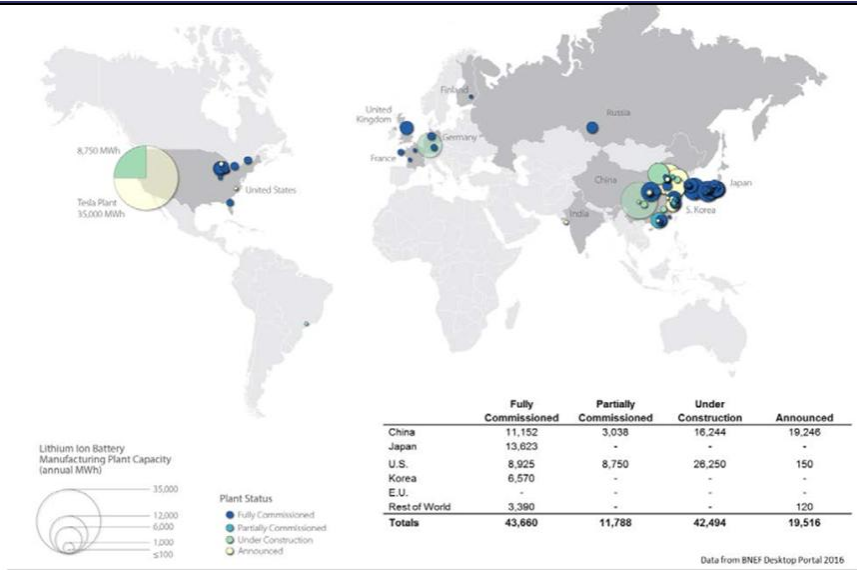 Finland
United
Kingdom
Russia
Germany
8,750 MWh
France
China
Japan
United States
Tesla Plant
35,000 MWh
India
S. Korea
Fully Commissioned Partially Commissioned Under Construction Announced
China 11,152 3,038 16,244 19,246
Japan 13,623 - - -
U.S. 8,925 8,750 26,250 150
Korea 6,570 - - -
E.U. - - - -
Rest of World 3,390 - - 120
Totals 43,660 11,788 42,494 19,516
Lithium Ion Battery
Manufacturing Plant Capacity
(annual MWh)
35,000
12,000
6,000
1,000
≤100
Plant Status
Fully Commissioned
Partially Commissioned
Under Construction
Announced
Data from BNEF Desktop Portal 2016